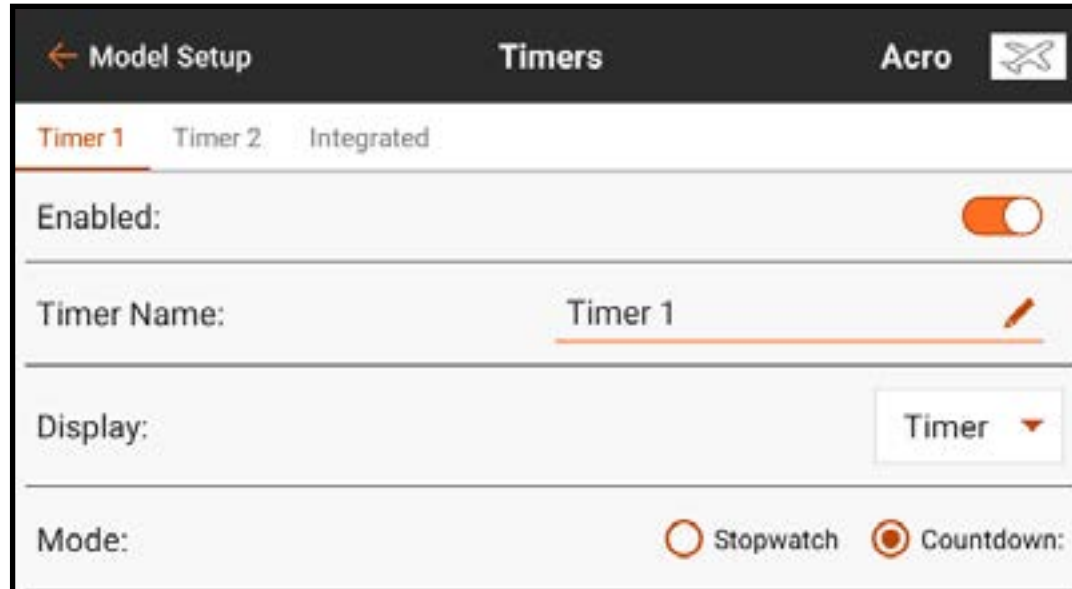 Model Setup Timers Acro
Timer 1 Timer 2 Integrated
Enabled:
Timer Name: Timer 1
Display: Timer
Mode: Stopwatch Countdown: